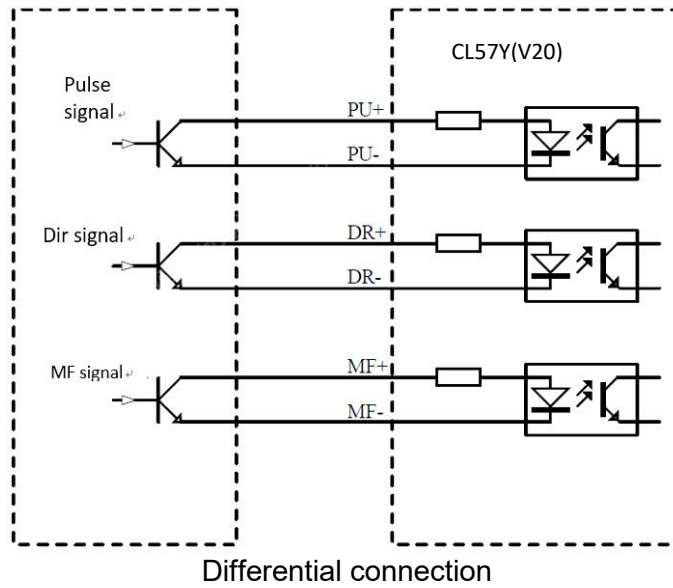 CL57Y(V20)
Pulse
signal
PU+
PU-
Dir signal
DR+
DR-
MF signal
MF+
MF-
Differential connection